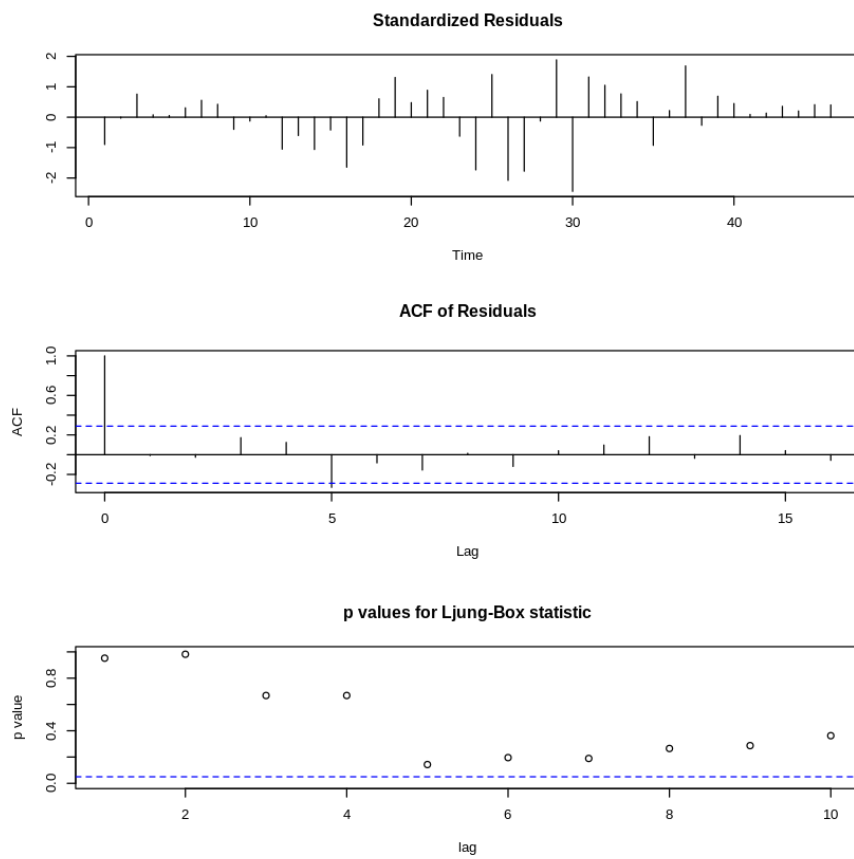 Standardized Residuals
2
1
0
-1
-2
0 10 20 30 40
Time
ACF of Residuals
ACF
1.0
0.6
0.2
-0.2
0 5 10 15
Lag
p values for Ljung-Box statistic
p value
0.8
0.4
0.0
2 4 6 8 10
lag